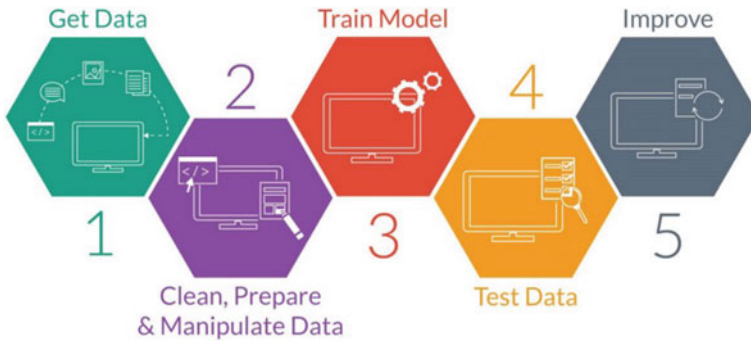 Get Data
1
2
Clean, Prepare
& Manipulate Data
Train Model
3
4
Test Data
Improve
5
</>
</>